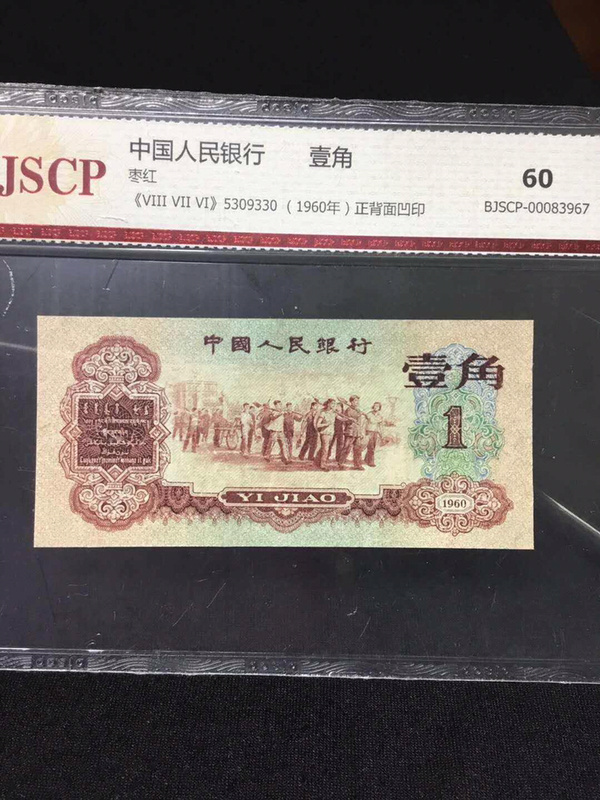 JSCP
中国人民银行 壹角
枣红
《VIII VII VI》5309330 （1960年）正背面凹印
60
BJSCP-00083967
中國人民銀行
壹角
1
YI JIAO
1960